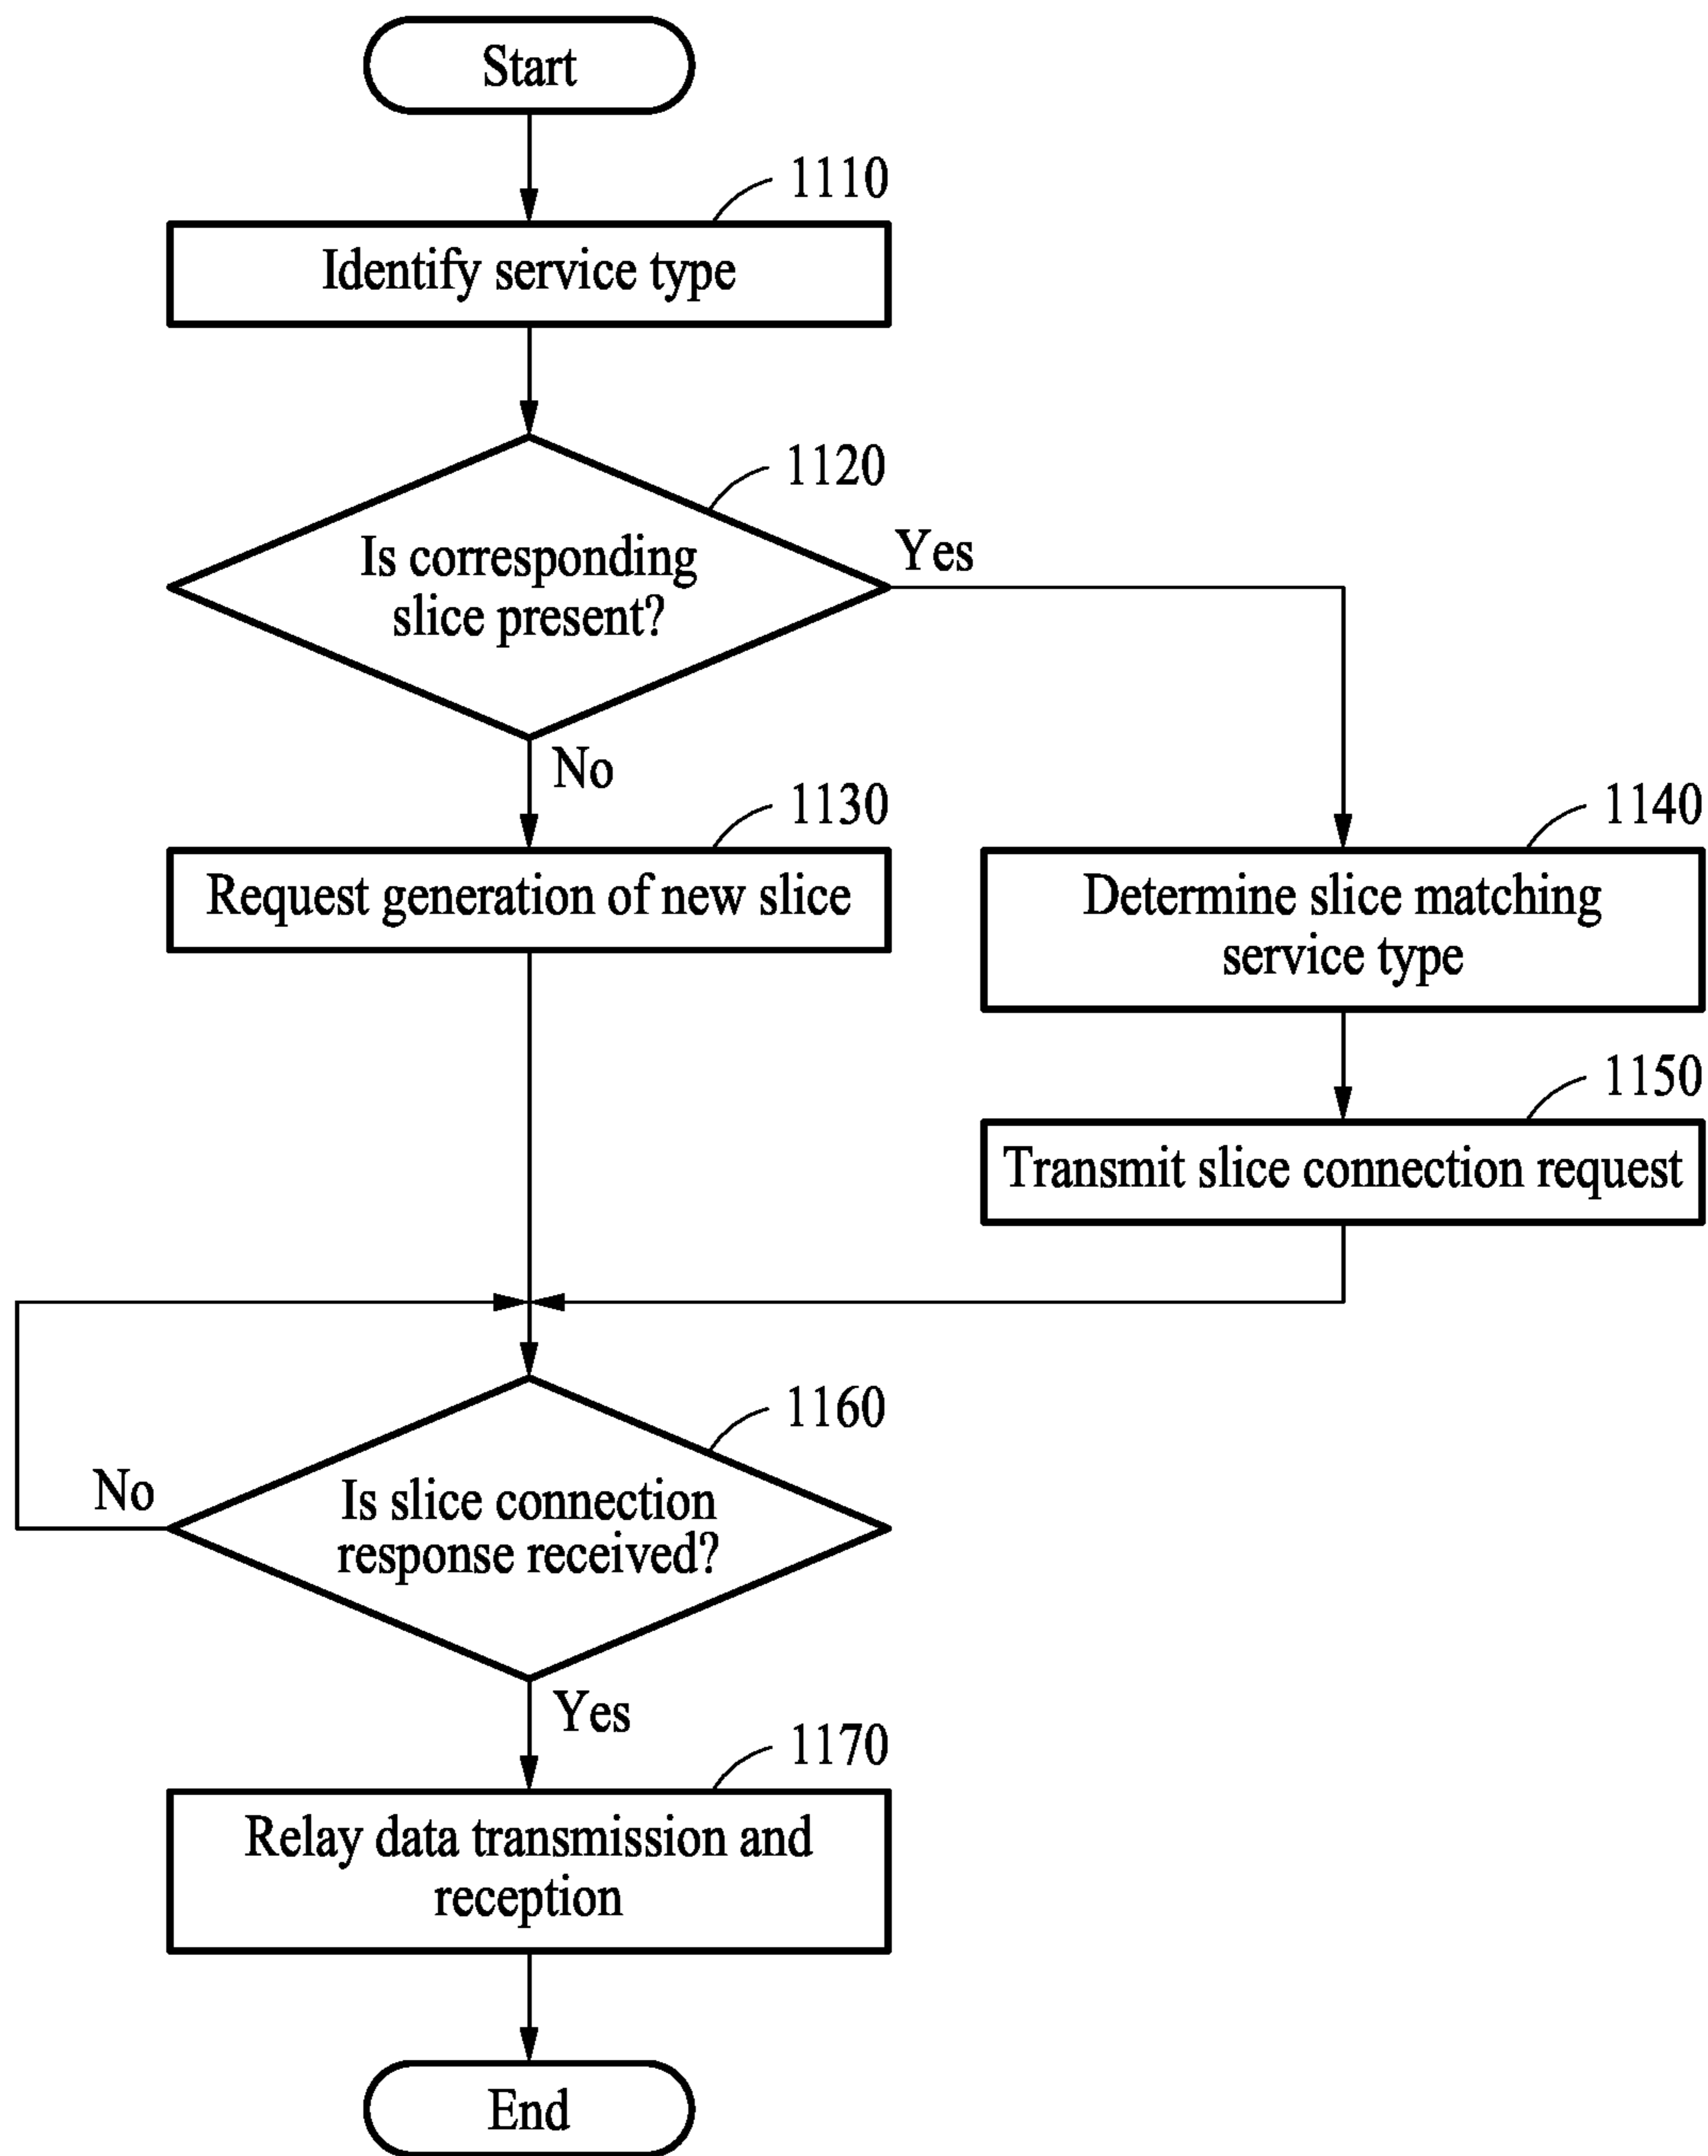 Start
1110
Identify service type
1120
Is corresponding
slice present?
Yes
No
1130
Request generation of new slice
1140
Determine slice matching
service type
1150
Transmit slice connection request
1160
Is slice connection
response received?
No
Yes
1170
Relay data transmission and
reception
End